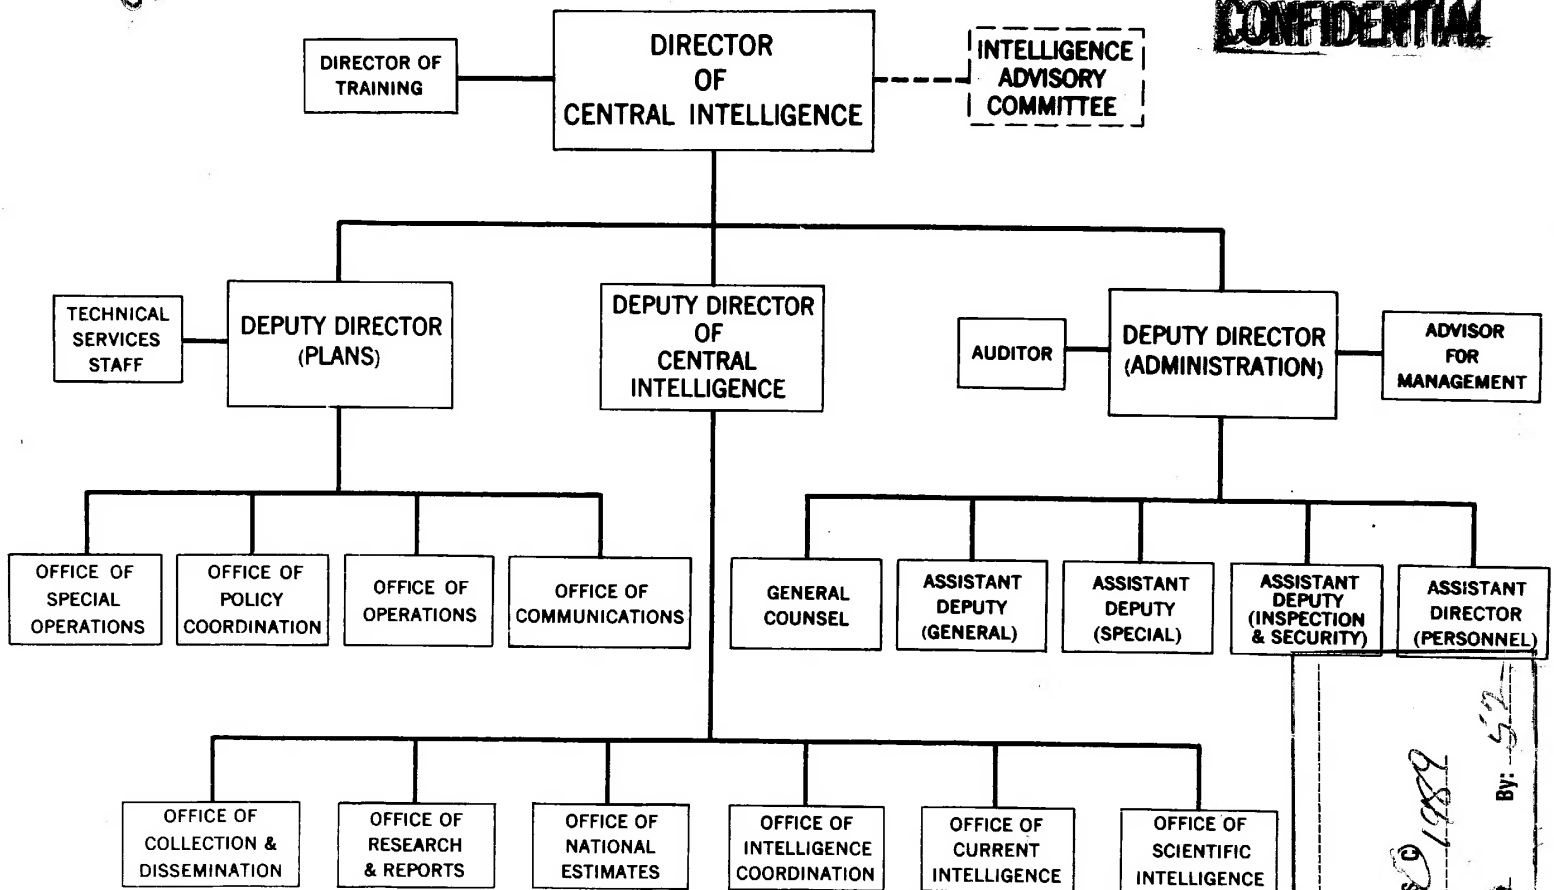 CONFIDENTIAL
DIRECTOR OF
TRAINING
DIRECTOR
OF
CENTRAL INTELLIGENCE
INTELLIGENCE
ADVISORY
COMMITTEE
TECHNICAL
SERVICES
STAFF
DEPUTY DIRECTOR
(PLANS)
DEPUTY DIRECTOR
OF
CENTRAL
INTELLIGENCE
AUDITOR
DEPUTY DIRECTOR
(ADMINISTRATION)
ADVISOR
FOR
MANAGEMENT
OFFICE OF
SPECIAL
OPERATIONS
OFFICE OF
POLICY
COORDINATION
OFFICE OF
OPERATIONS
OFFICE OF
COMMUNICATIONS
GENERAL
COUNSEL
ASSISTANT
DEPUTY
(GENERAL)
ASSISTANT
DEPUTY
(SPECIAL)
ASSISTANT
DEPUTY
(INSPECTION
& SECURITY)
ASSISTANT
DIRECTOR
(PERSONNEL)
OFFICE OF
COLLECTION &
DISSEMINATION
OFFICE OF
RESEARCH
& REPORTS
OFFICE OF
NATIONAL
ESTIMATES
OFFICE OF
INTELLIGENCE
COORDINATION
OFFICE OF
CURRENT
INTELLIGENCE
OFFICE OF
SCIENTIFIC
INTELLIGENCE
By:
1989